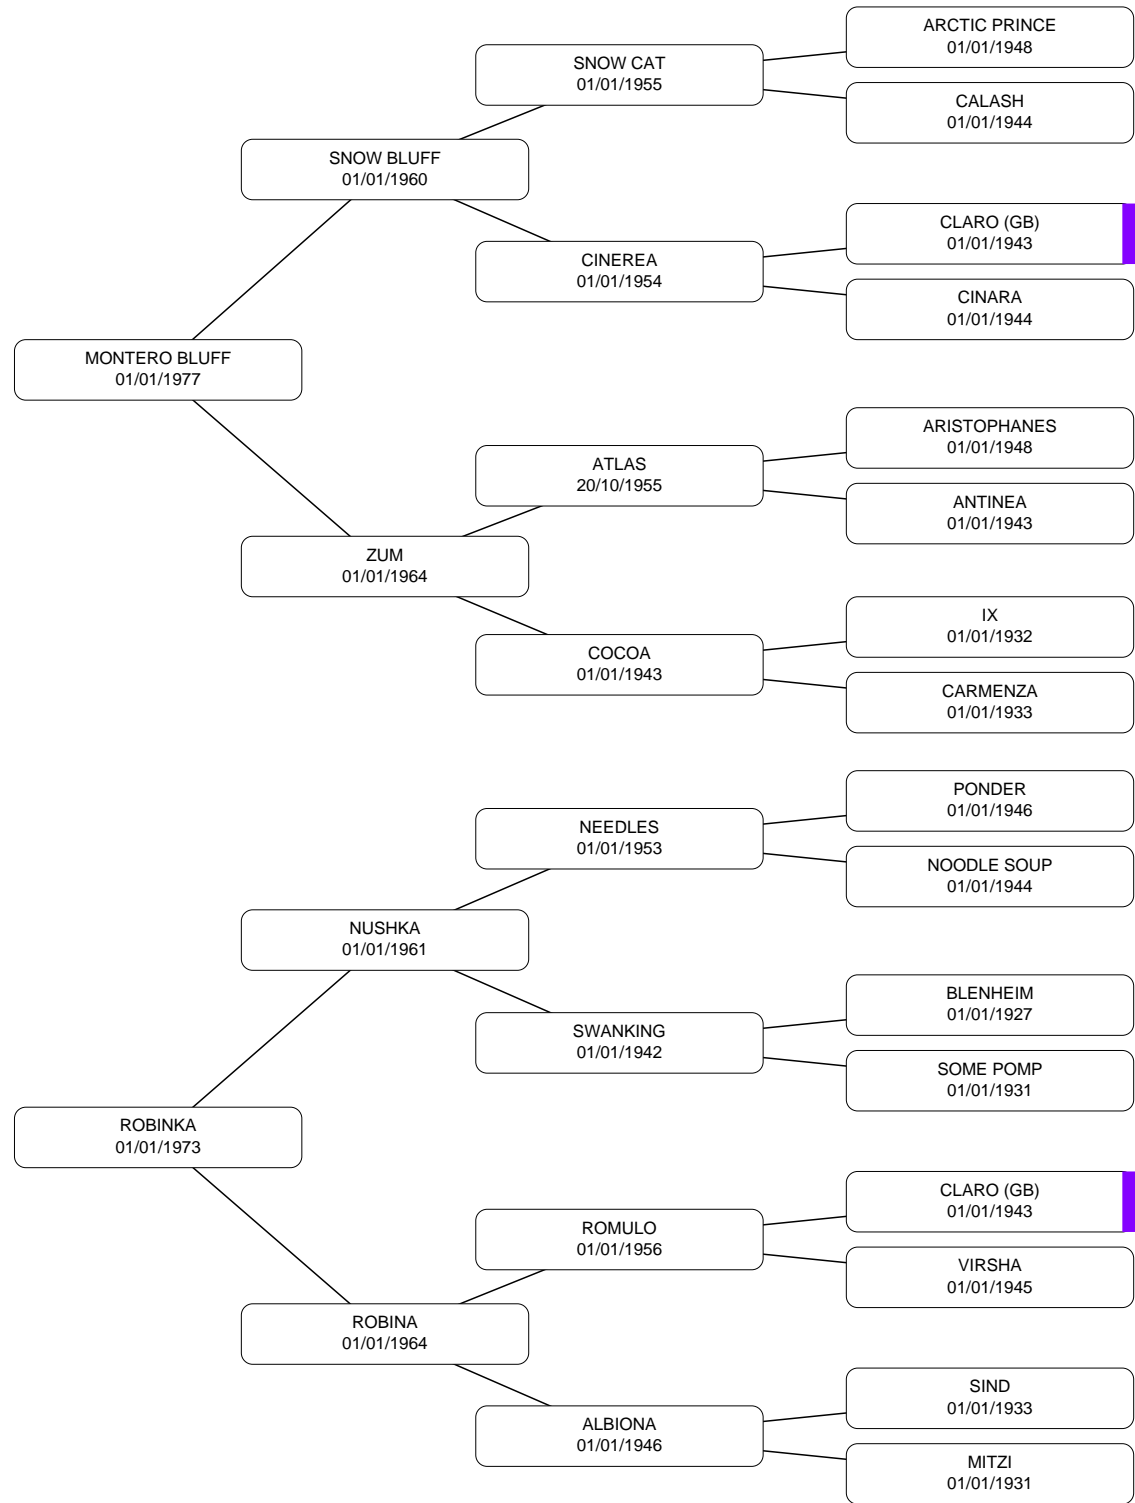 ARCTIC PRINCE
01/01/1948
SNOW CAT
01/01/1955
CALASH
01/01/1944
SNOW BLUFF
01/01/1960
CLARO (GB)
01/01/1943
CINEREA
01/01/1954
CINARA
01/01/1944
MONTERO BLUFF
01/01/1977
ARISTOPHANES
01/01/1948
ATLAS
20/10/1955
ANTINEA
01/01/1943
ZUM
01/01/1964
IX
01/01/1932
COCOA
01/01/1943
CARMENZA
01/01/1933
PONDER
01/01/1946
NEEDLES
01/01/1953
NOODLE SOUP
01/01/1944
NUSHKA
01/01/1961
BLENHEIM
01/01/1927
SWANKING
01/01/1942
SOME POMP
01/01/1931
ROBINKA
01/01/1973
CLARO (GB)
01/01/1943
ROMULO
01/01/1956
VIRSHA
01/01/1945
ROBINA
01/01/1964
SIND
01/01/1933
ALBIONA
01/01/1946
MITZI
01/01/1931